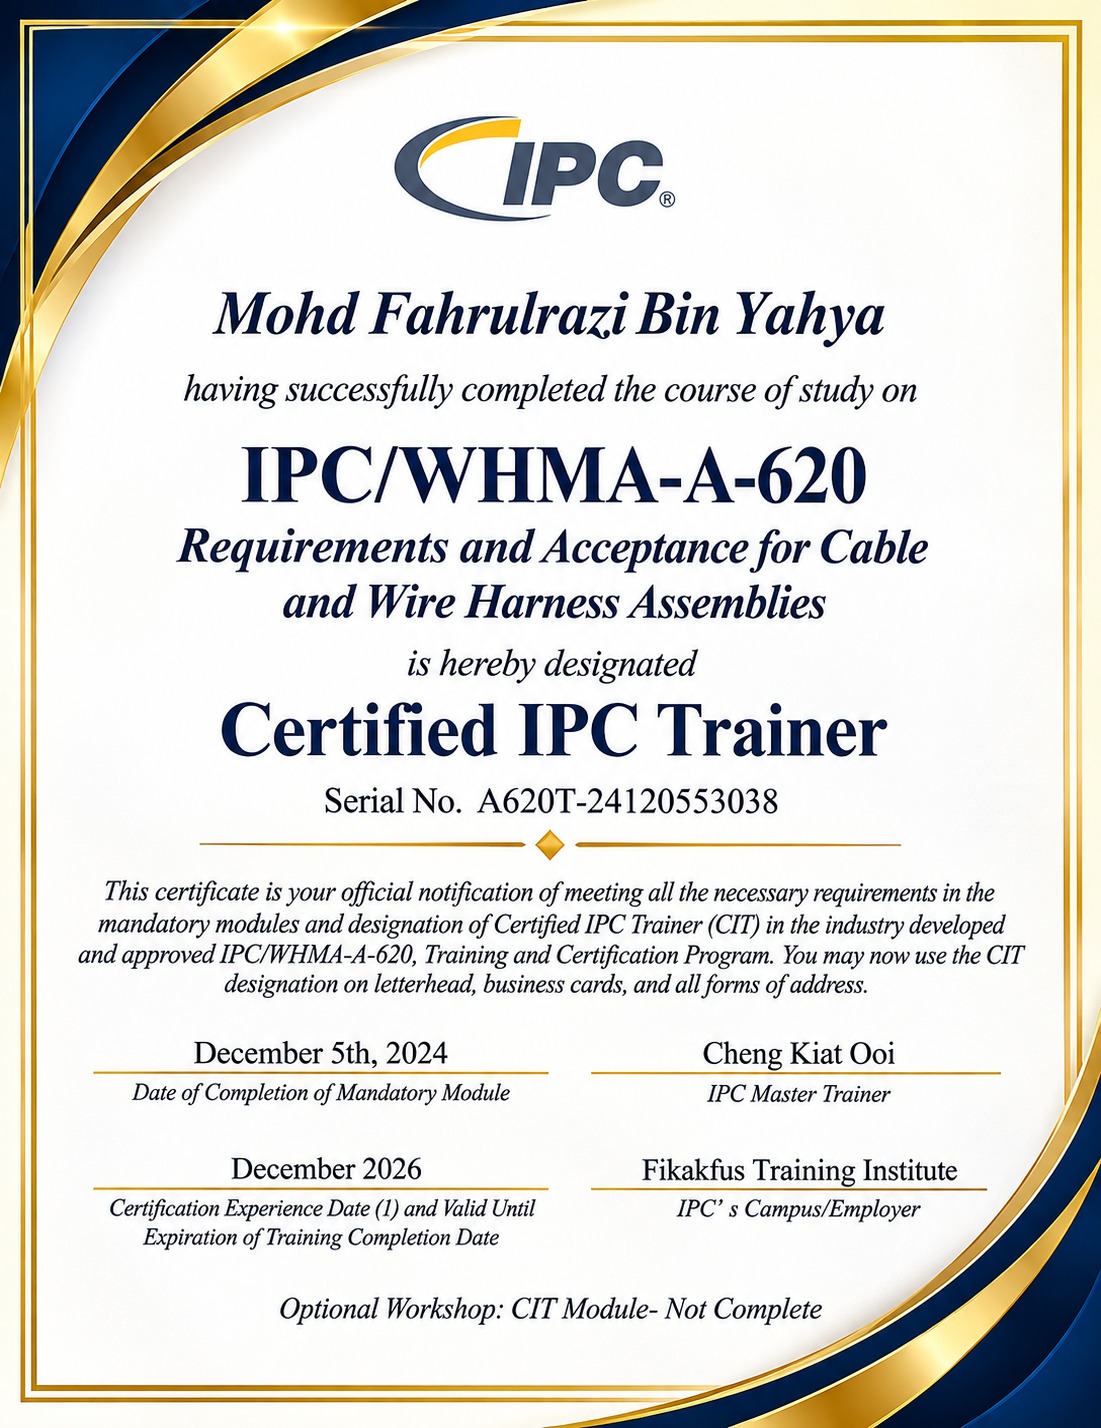 IPC®
Mohd Fahrulrazi Bin Yahya
having successfully completed the course of study on
IPC/WHMA-A-620
Requirements and Acceptance for Cable
and Wire Harness Assemblies
is hereby designated
Certified IPC Trainer
Serial No. A620T-24120553038
This certificate is your official notification of meeting all the necessary requirements in the
mandatory modules and designation of Certified IPC Trainer (CIT) in the industry developed
and approved IPC/WHMA-A-620, Training and Certification Program. You may now use the CIT
designation on letterhead, business cards, and all forms of address.
December 5th, 2024
Date of Completion of Mandatory Module
Cheng Kiat Ooi
IPC Master Trainer
December 2026
Certification Experience Date (1) and Valid Until
Expiration of Training Completion Date
Fikakfus Training Institute
IPC’ s Campus/Employer
Optional Workshop: CIT Module- Not Complete